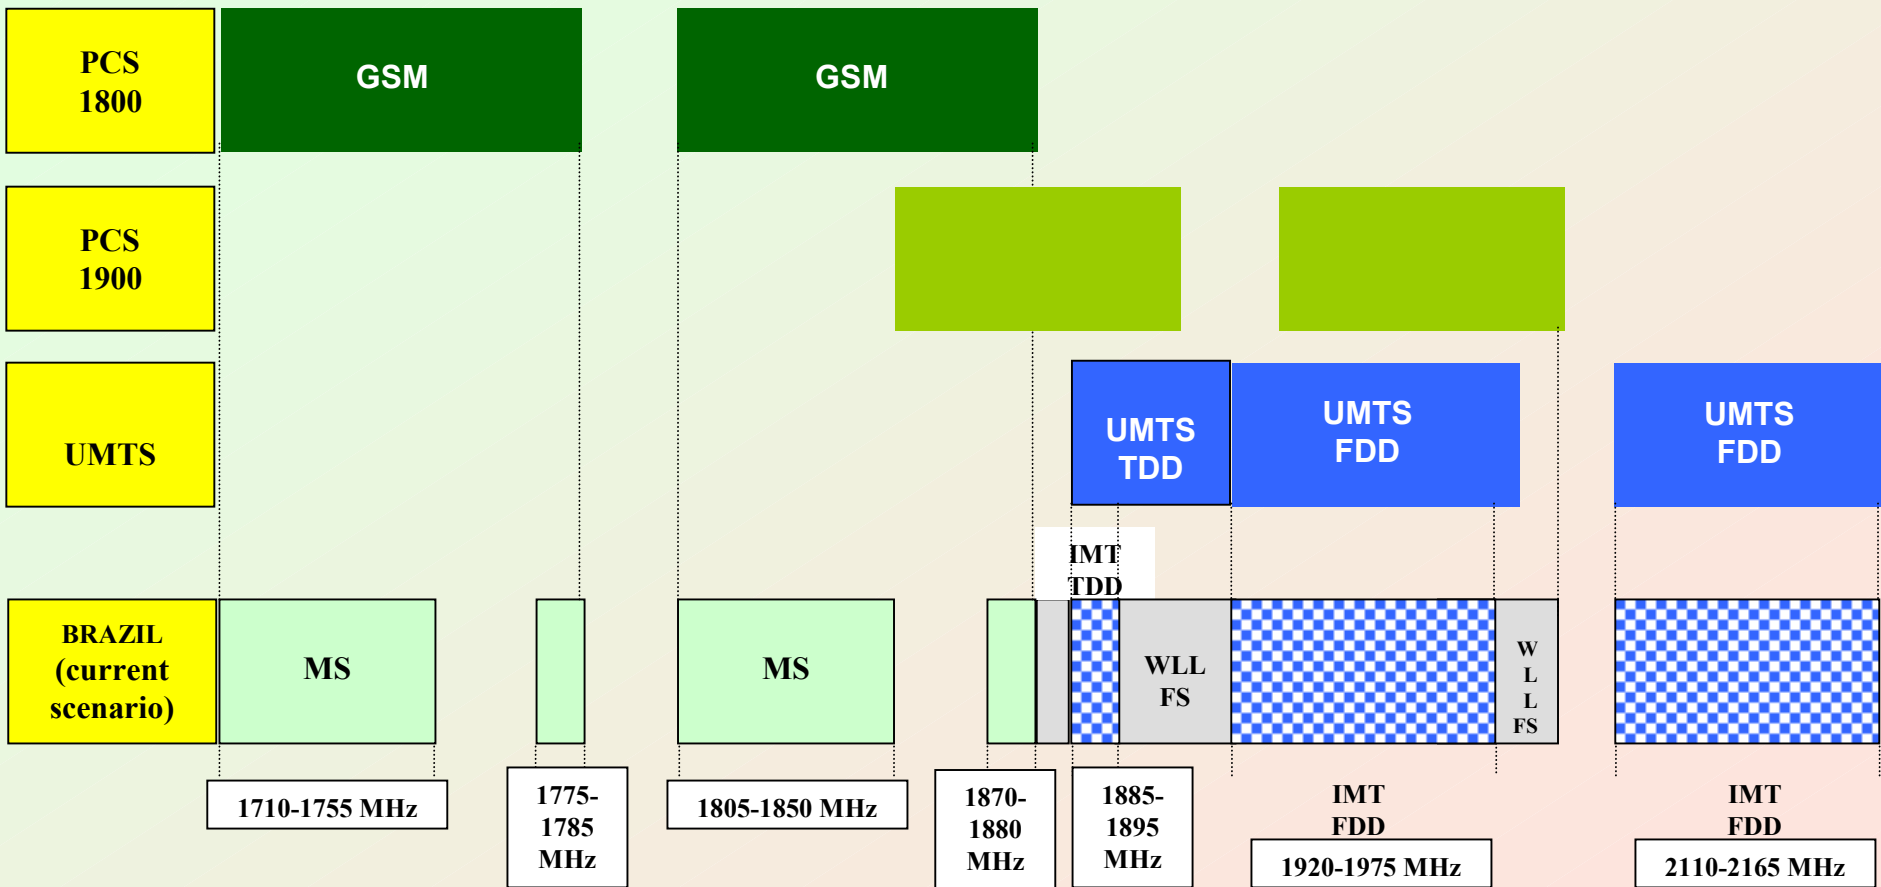 PCS
1800
GSM
GSM
PCS
1900
UMTS
UMTS
TDD
UMTS
FDD
UMTS
FDD
IMT
TDD
BRAZIL
(current
scenario)
MS
MS
WLL
FS
W
L
L
FS
1710-1755 MHz
1775-
1785
MHz
1805-1850 MHz
1870-
1880
MHz
1885-
1895
MHz
IMT
FDD
1920-1975 MHz
IMT
FDD
2110-2165 MHz